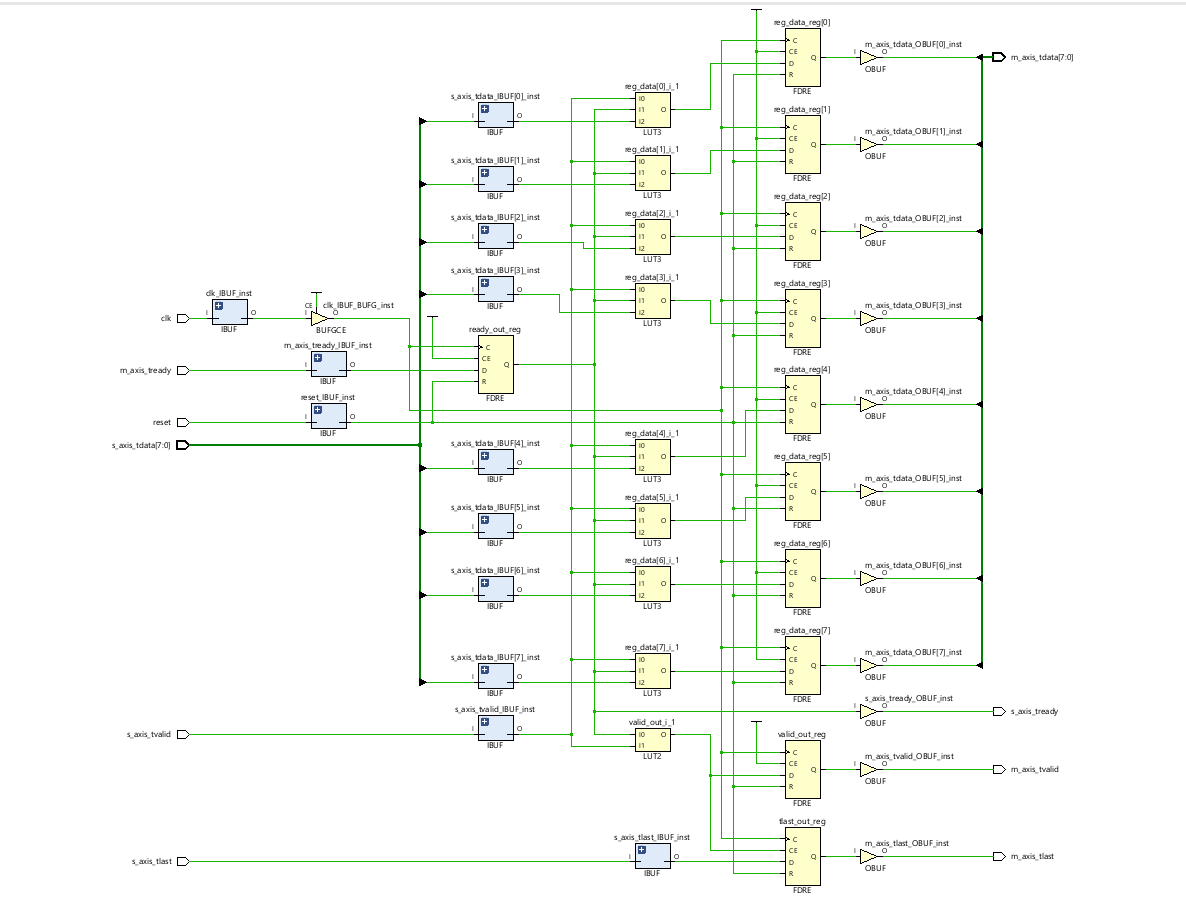 reg_data_reg[0]
C
CE
D
R
Q
FDRE
m_axis_tdata_OBUF[0]_inst
I
O
OBUF
m_axis_tdata[7:0]
s_axis_tdata_IBUF[0]_inst
I
O
IBUF
reg_data[0]_i_1
I0
I1
I2
O
LUT3
reg_data_reg[1]
C
CE
D
R
Q
FDRE
m_axis_tdata_OBUF[1]_inst
I
O
OBUF
s_axis_tdata_IBUF[1]_inst
I
O
IBUF
reg_data[1]_i_1
I0
I1
I2
O
LUT3
reg_data_reg[2]
C
CE
D
R
Q
FDRE
m_axis_tdata_OBUF[2]_inst
I
O
OBUF
s_axis_tdata_IBUF[2]_inst
I
O
IBUF
reg_data[2]_i_1
I0
I1
I2
O
LUT3
s_axis_tdata_IBUF[3]_inst
I
O
IBUF
reg_data[3]_i_1
I0
I1
I2
O
LUT3
reg_data_reg[3]
C
CE
D
R
Q
FDRE
m_axis_tdata_OBUF[3]_inst
I
O
OBUF
clk
clk_IBUF_inst
I
O
IBUF
clk_IBUF_BUFG_inst
CE
I
O
BUFGCE
ready_out_reg
C
CE
D
R
Q
FDRE
m_axis_tready
m_axis_tready_IBUF_inst
I
O
IBUF
reset
reset_IBUF_inst
I
O
IBUF
s_axis_tdata[7:0]
reg_data_reg[4]
C
CE
D
R
Q
FDRE
m_axis_tdata_OBUF[4]_inst
I
O
OBUF
s_axis_tdata_IBUF[4]_inst
I
O
IBUF
reg_data[4]_i_1
I0
I1
I2
O
LUT3
reg_data_reg[5]
C
CE
D
R
Q
FDRE
m_axis_tdata_OBUF[5]_inst
I
O
OBUF
s_axis_tdata_IBUF[5]_inst
I
O
IBUF
reg_data[5]_i_1
I0
I1
I2
O
LUT3
reg_data_reg[6]
C
CE
D
R
Q
FDRE
m_axis_tdata_OBUF[6]_inst
I
O
OBUF
s_axis_tdata_IBUF[6]_inst
I
O
IBUF
reg_data[6]_i_1
I0
I1
I2
O
LUT3
reg_data_reg[7]
C
CE
D
R
Q
FDRE
m_axis_tdata_OBUF[7]_inst
I
O
OBUF
s_axis_tdata_IBUF[7]_inst
I
O
IBUF
reg_data[7]_i_1
I0
I1
I2
O
LUT3
s_axis_tready_OBUF_inst
I
O
OBUF
s_axis_tready
s_axis_tvalid
s_axis_tvalid_IBUF_inst
I
O
IBUF
valid_out_i_1
I0
I1
O
LUT2
valid_out_reg
C
CE
D
R
Q
FDRE
m_axis_tvalid_OBUF_inst
I
O
OBUF
m_axis_tvalid
s_axis_tlast
s_axis_tlast_IBUF_inst
I
O
IBUF
tlast_out_reg
C
CE
D
R
Q
FDRE
m_axis_tlast_OBUF_inst
I
O
OBUF
m_axis_tlast